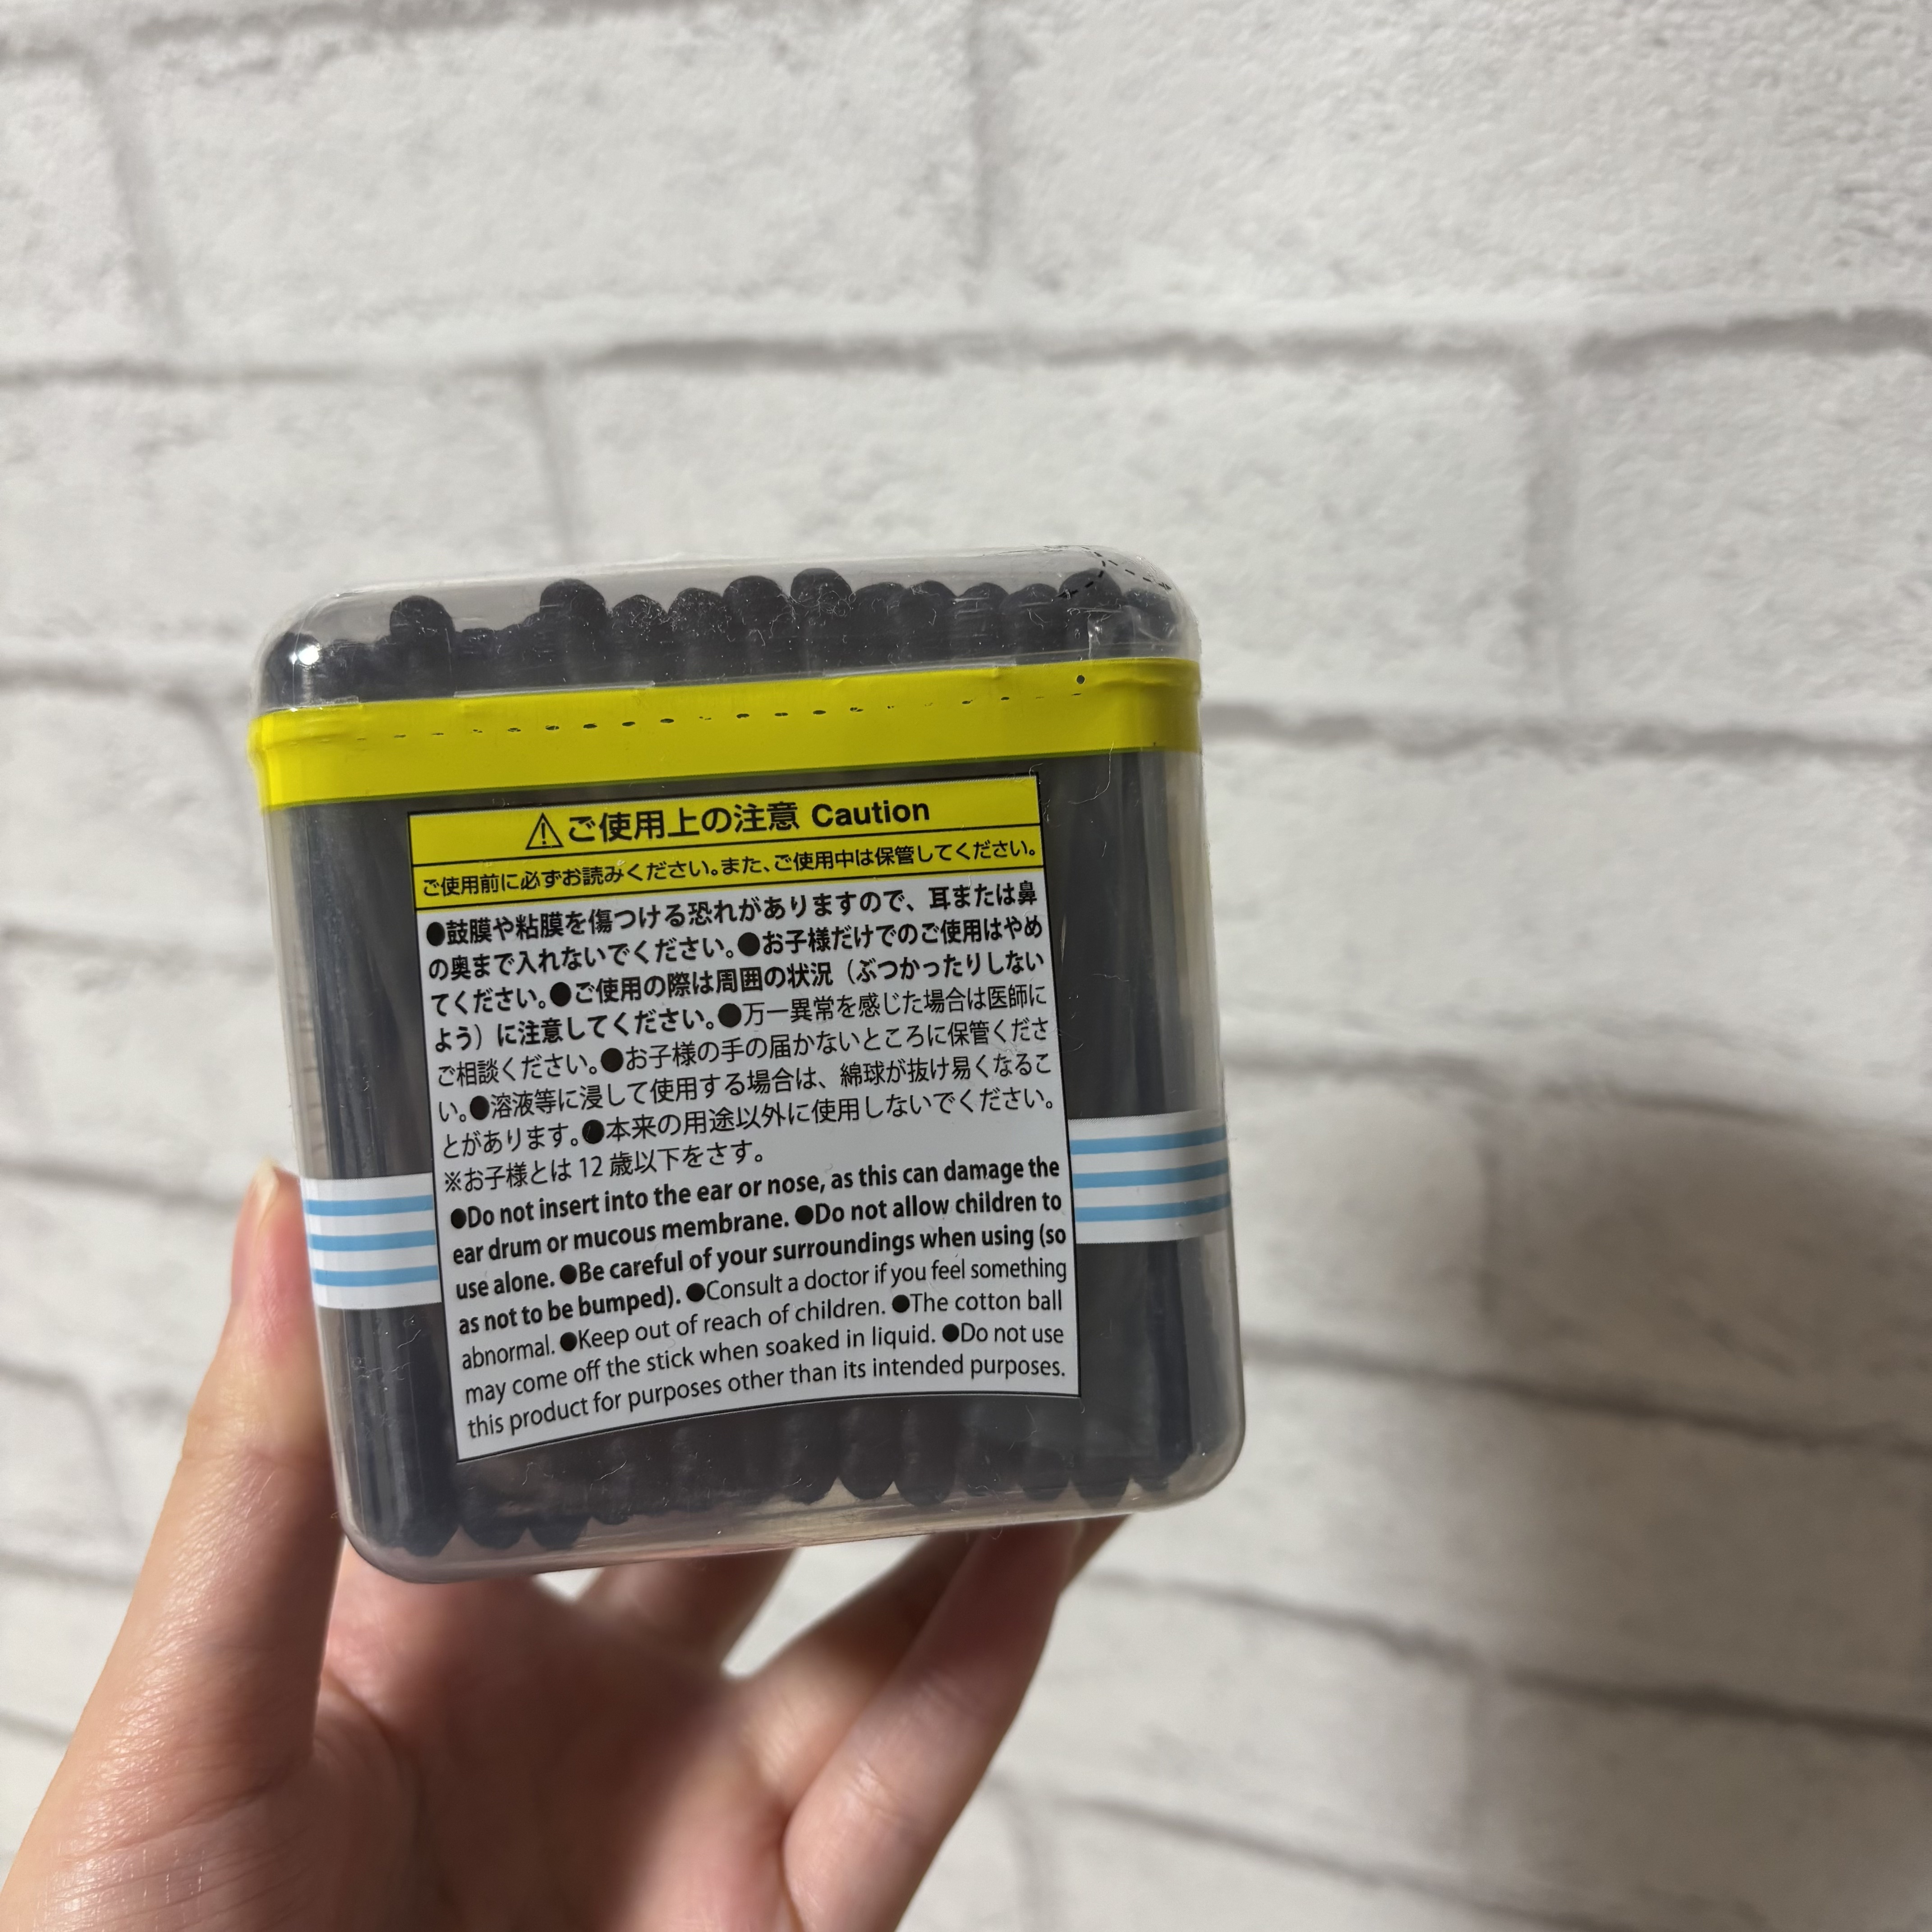 ⚠ご使用上の注意 Caution
ご使用前に必ずお読みください。また、ご使用中は保管してください。
●鼓膜や粘膜を傷つける恐れがありますので、耳または鼻
の奥まで入れないでください。●お子様だけでのご使用はやめ
てください。●ご使用の際は周囲の状況（ぶつかったりしない
よう）に注意してください。●万一異常を感じた場合は医師に
ご相談ください。●お子様の手の届かないところに保管くださ
い。●溶液等に浸して使用する場合は、綿球が抜け易くなるこ
とがあります。●本来の用途以外に使用しないでください。
※お子様とは 12 歳以下をさす。
●Do not insert into the ear or nose, as this can damage the
ear drum or mucous membrane. ●Do not allow children to
use alone. ●Be careful of your surroundings when using (so
as not to be bumped). ●Consult a doctor if you feel something
abnormal. ●Keep out of reach of children. ●The cotton ball
may come off the stick when soaked in liquid. ●Do not use
this product for purposes other than its intended purposes.